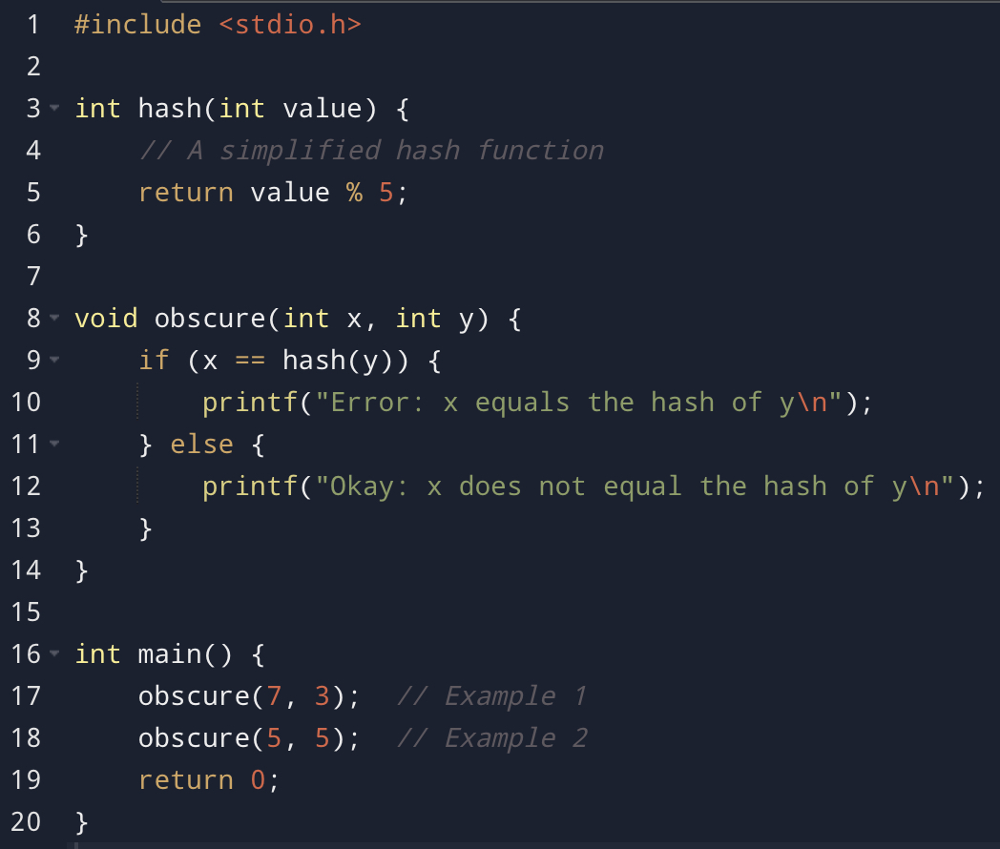 1 #include <stdio.h>
2
3 int hash(int value) {
4     // A simplified hash function
5     return value % 5;
6 }
7
8 void obscure(int x, int y) {
9     if (x == hash(y)) {
10         printf("Error: x equals the hash of y\n");
11     } else {
12         printf("Okay: x does not equal the hash of y\n");
13     }
14 }
15
16 int main() {
17     obscure(7, 3);  // Example 1
18     obscure(5, 5);  // Example 2
19     return 0;
20 }